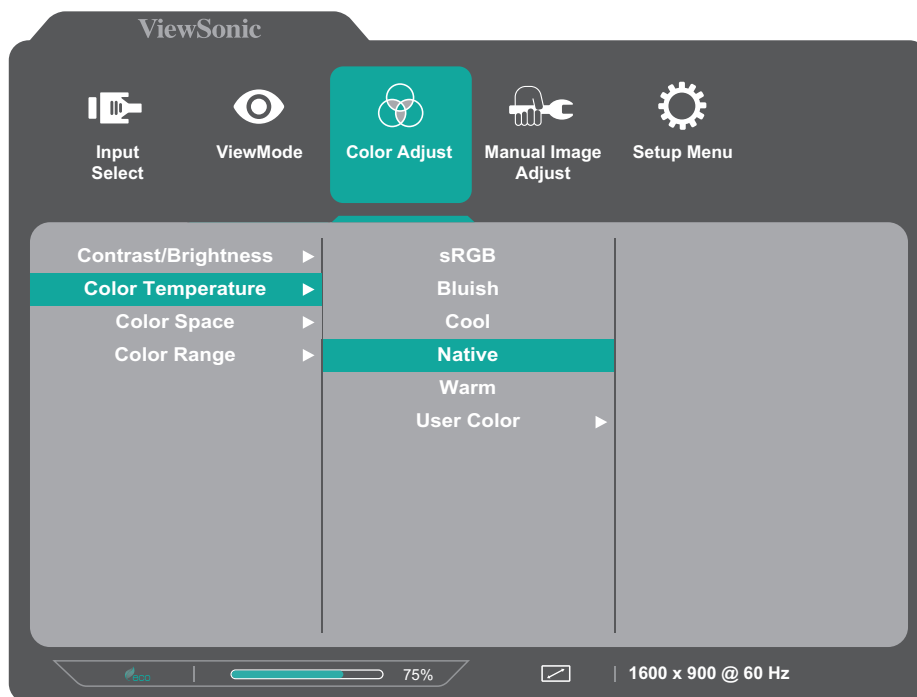 ViewSonic
Input
Select
ViewMode
Color Adjust
Manual Image
Adjust
Setup Menu
Contrast/Brightness
Color Temperature
Color Space
Color Range
sRGB
Bluish
Cool
Native
Warm
User Color
eco
75%
1600 x 900 @ 60 Hz